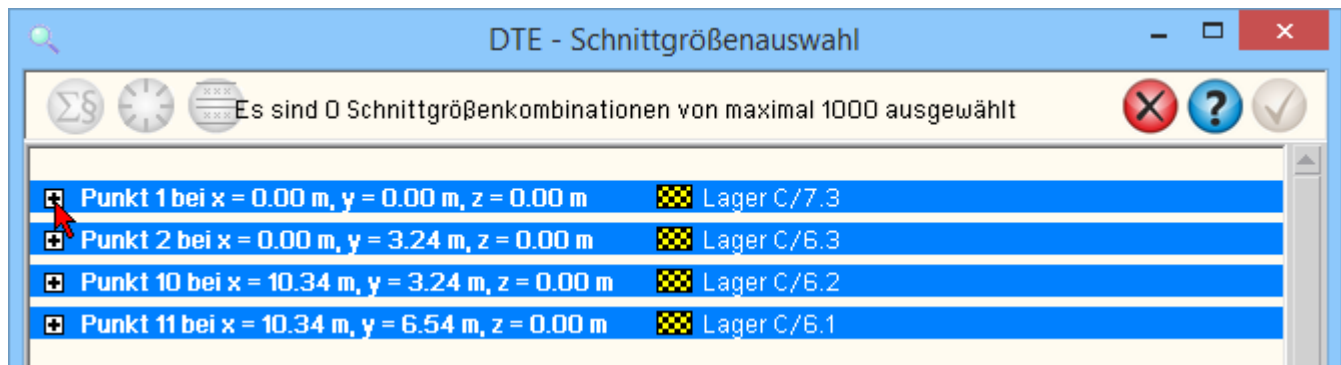 DTE - Schnittgrößenauswahl
Σ§ xxx xxx Es sind 0 Schnittgrößenkombinationen von maximal 1000 ausgewählt ?
Punkt 1 bei x = 0.00 m, y = 0.00 m, z = 0.00 m Lager C/7.3
Punkt 2 bei x = 0.00 m, y = 3.24 m, z = 0.00 m Lager C/6.3
Punkt 10 bei x = 10.34 m, y = 3.24 m, z = 0.00 m Lager C/6.2
Punkt 11 bei x = 10.34 m, y = 6.54 m, z = 0.00 m Lager C/6.1